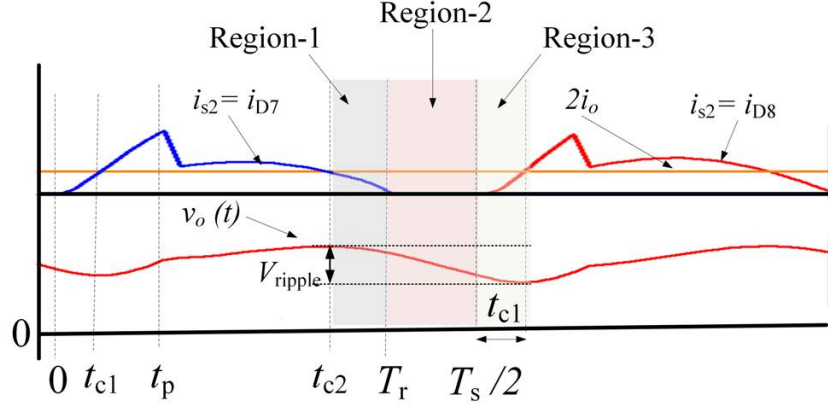 Region-1
Region-2
Region-3
i_s2 = i_D7
2i_o
i_s2 = i_D8
v_o (t)
V_ripple
t_c1
0
0
t_c1
t_p
t_c2
T_r
T_s /2